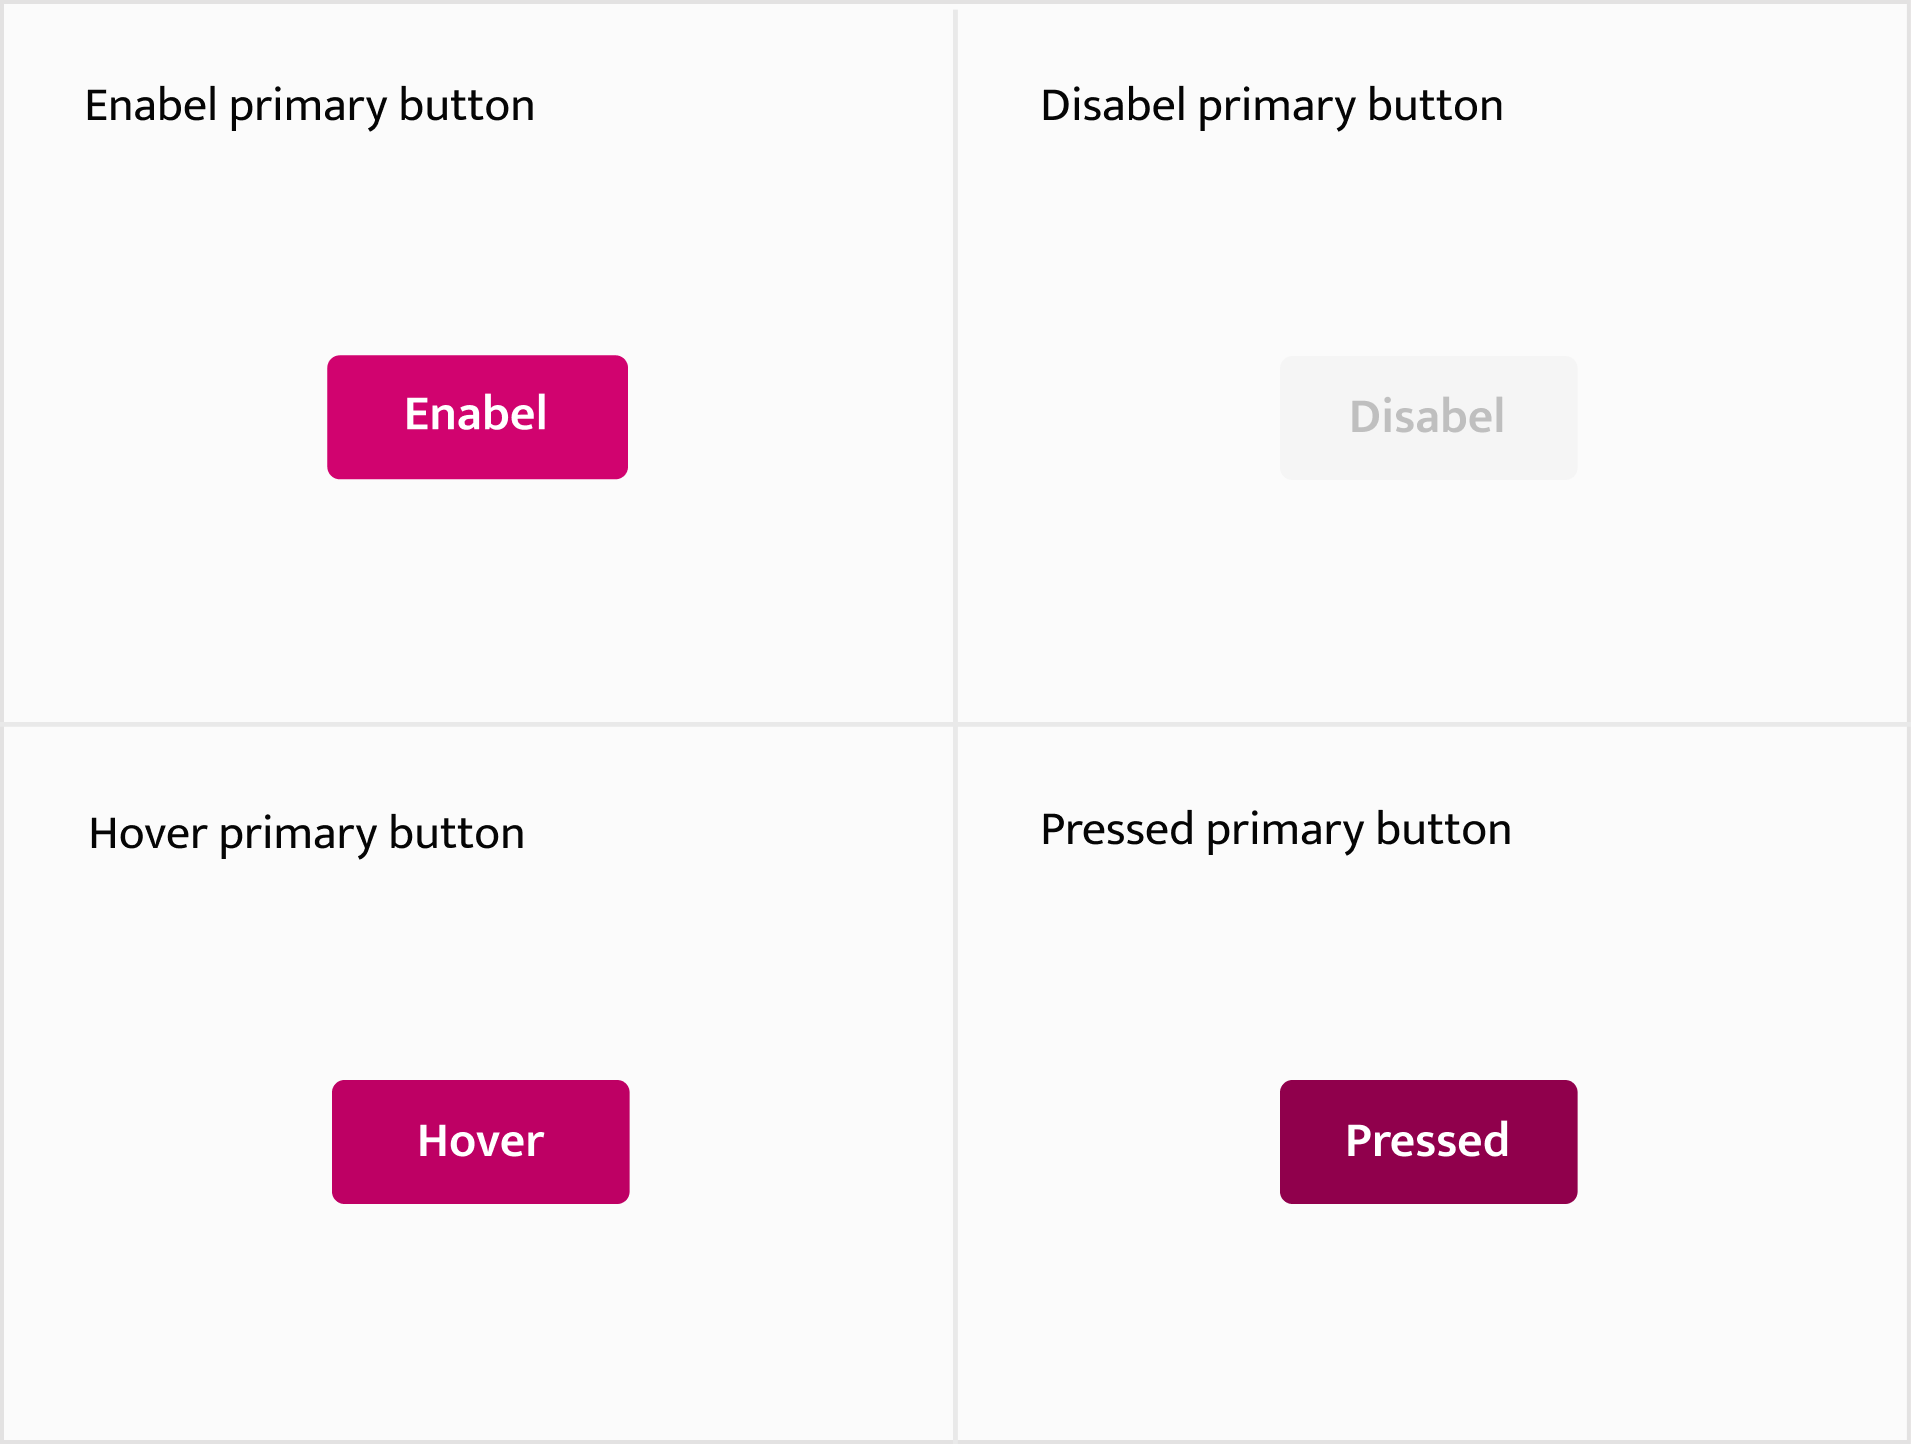 Enabel primary button
Enabel
Disabel primary button
Disabel
Hover primary button
Hover
Pressed primary button
Pressed